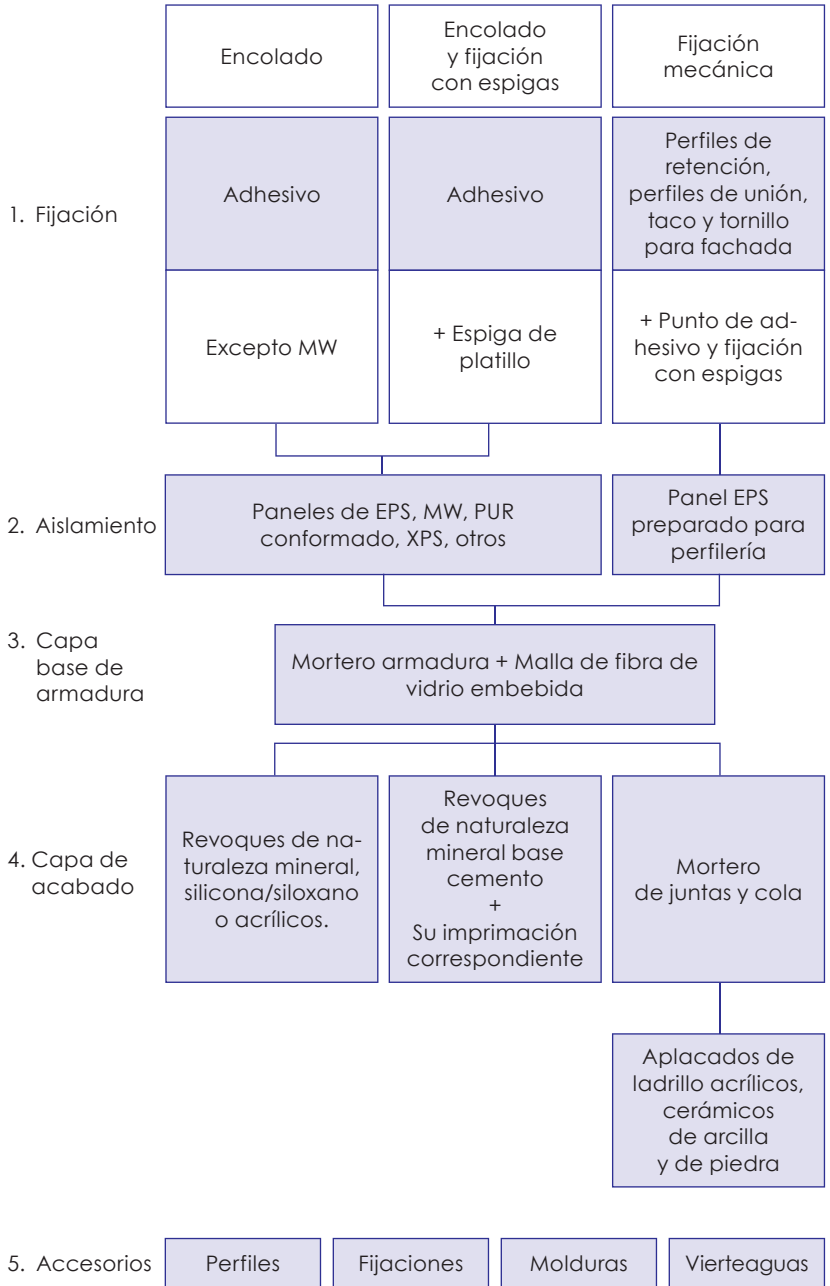 Encolado
Encolado
y fijación
con espigas
Fijación
mecánica
1. Fijación
Adhesivo
Adhesivo
Perfiles de
retención,
perfiles de unión,
taco y tornillo
para fachada
Excepto MW
+ Espiga de
platillo
+ Punto de ad-
hesivo y fijación
con espigas
2. Aislamiento
Paneles de EPS, MW, PUR
conformado, XPS, otros
Panel EPS
preparado para
perfilería
3. Capa
base de
armadura
Mortero armadura + Malla de fibra de
vidrio embebida
4. Capa de
acabado
Revoques de na-
turaleza mineral,
silicona/siloxano
o acrílicos.
Revoques
de naturaleza
mineral base
cemento
+
Su imprimación
correspondiente
Mortero
de juntas y cola
Aplacados de
ladrillo acrílicos,
cerámicos
de arcilla
y de piedra
5. Accesorios
Perfiles
Fijaciones
Molduras
Vierteaguas